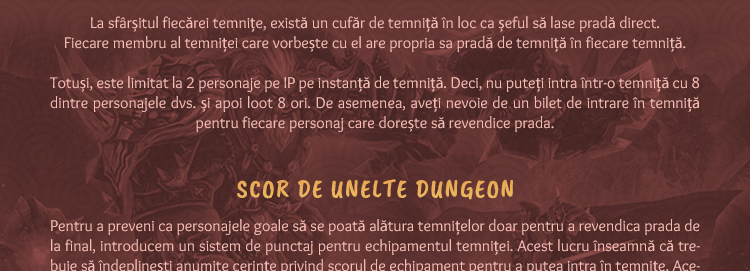 La sfârșitul fiecărei temnițe, există un cufăr de temniță în loc ca șeful să lase pradă direct.
Fiecare membru al temniței care vorbește cu el are propria sa pradă de temniță în fiecare temniță.
Totuși, este limitat la 2 personaje pe IP pe instanță de temniță. Deci, nu puteți intra într-o temniță cu 8
dintre personajele dvs. și apoi loot 8 ori. De asemenea, aveți nevoie de un bilet de intrare în temniță
pentru fiecare personaj care dorește să revendice prada.
SCOR DE UNELTE DUNGEON
Pentru a preveni ca personajele goale să se poată alătura temnițelor doar pentru a revendica prada de
la final, introducem un sistem de punctaj pentru echipamentul temniței. Acest lucru înseamnă că tre-
buie să îndepliniți anumite cerințe privind scorul de echipament pentru a putea intra în temnițe. Ace-